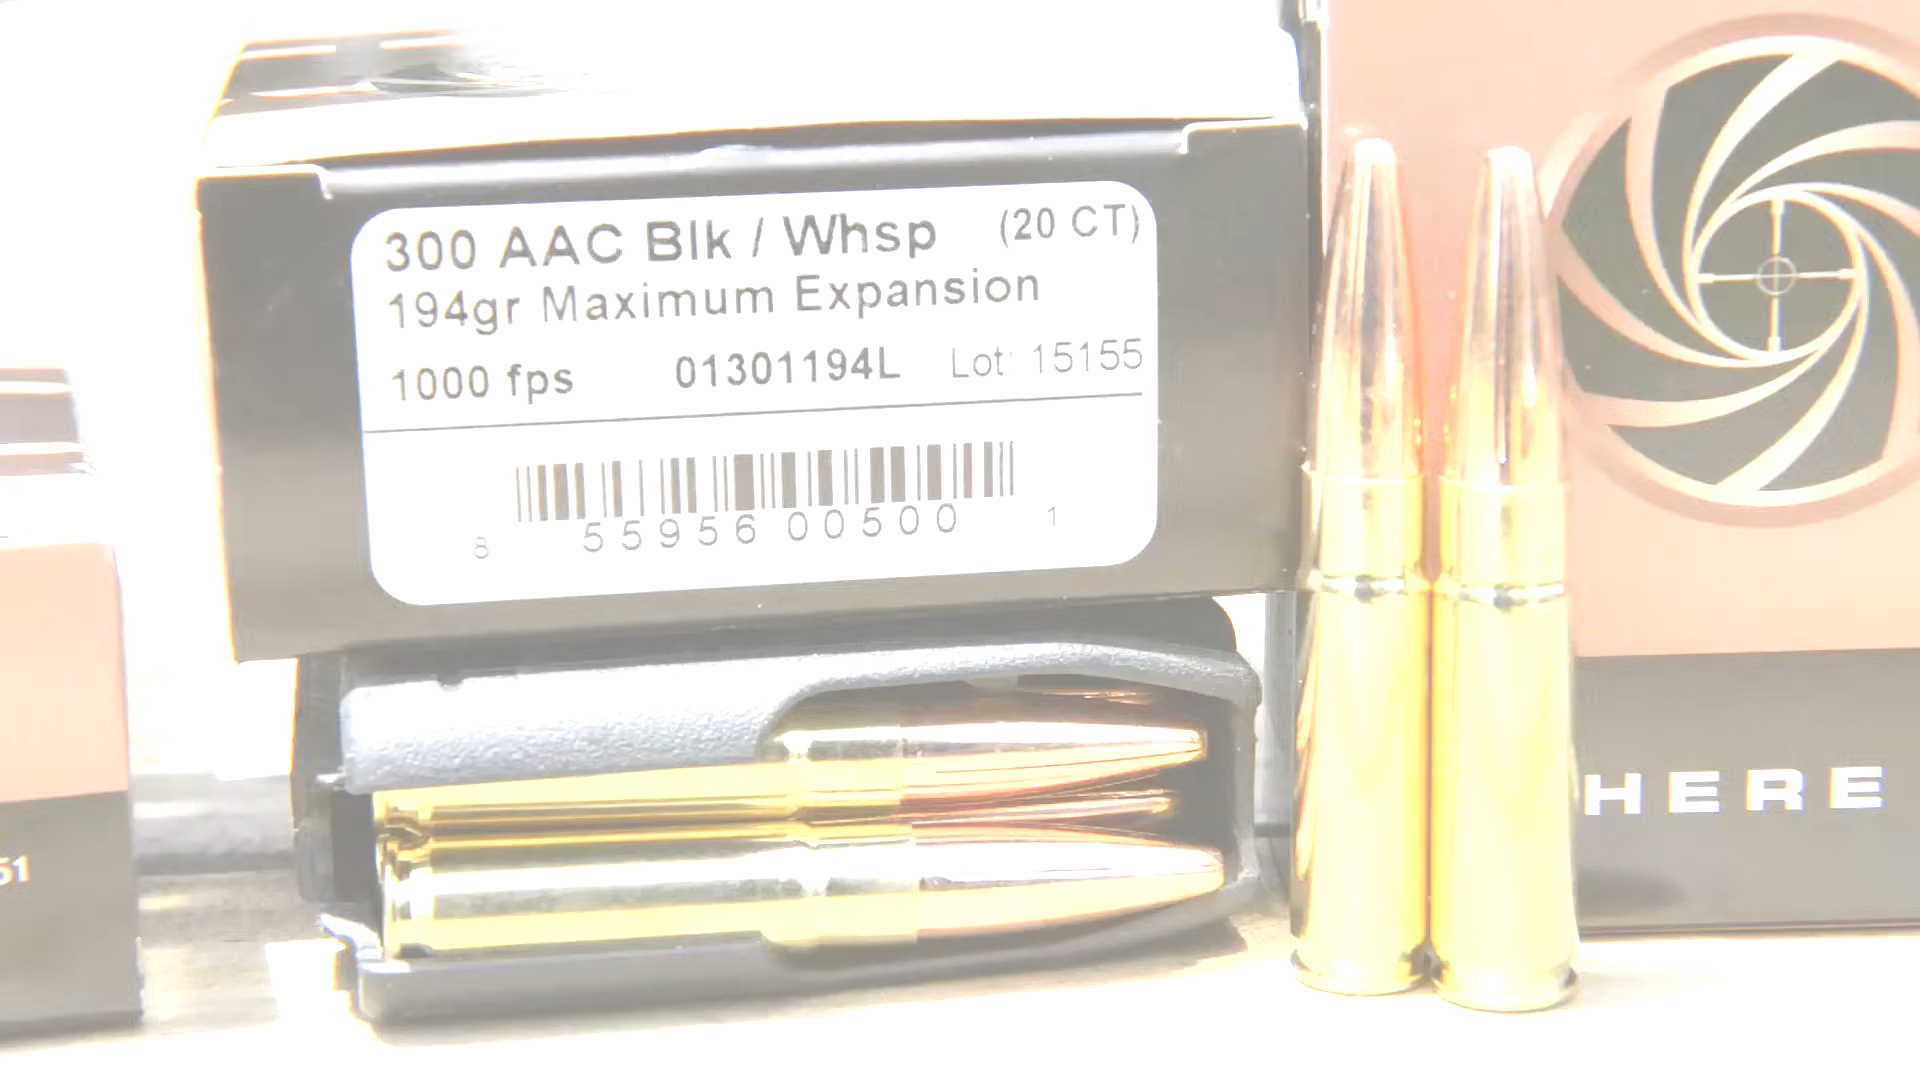 300 AAC Blk / Whsp (20 CT)
194gr Maximum Expansion
1000 fps 01301194L Lot: 15155
8 55956 00500 1
HERE
51